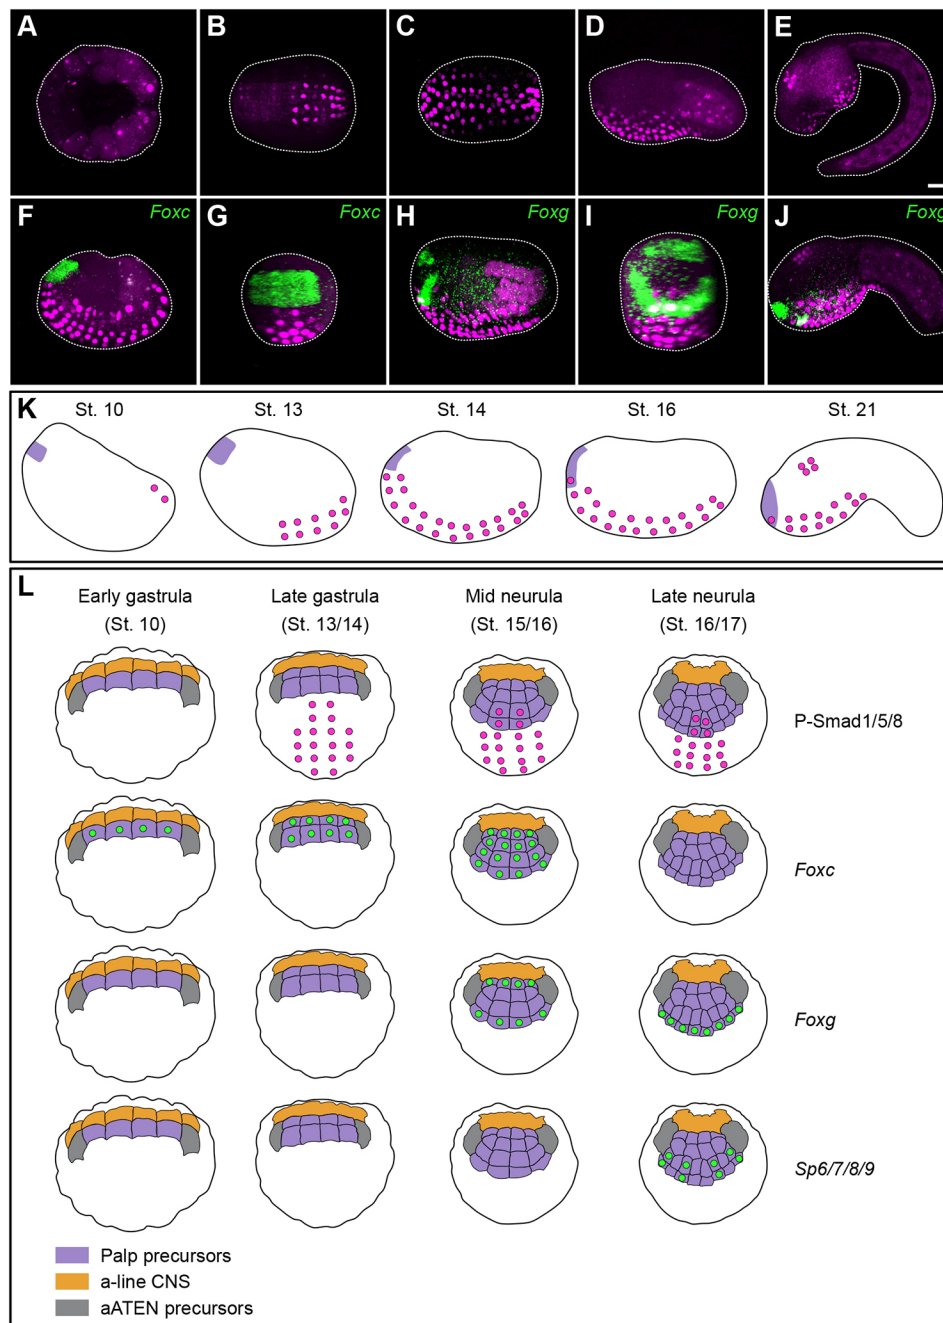 A B C D E
F Foxc G Foxc H Foxg I Foxg J Foxg
K St. 10 St. 13 St. 14 St. 16 St. 21
L
Early gastrula Late gastrula Mid neurula Late neurula
(St. 10) (St. 13/14) (St. 15/16) (St. 16/17)
P-Smad1/5/8
Foxc
Foxg
Sp6/7/8/9
Palp precursors
a-line CNS
aATEN precursors